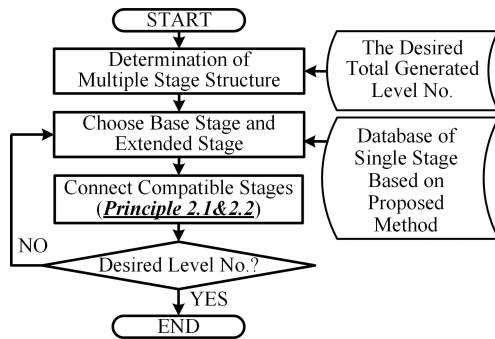 START
Determination of
Multiple Stage Structure
The Desired
Total Generated
Level No.
Choose Base Stage and
Extended Stage
Database of
Single Stage
Based on
Proposed
Method
Connect Compatible Stages
(Principle 2.1&2.2)
NO
Desired Level No.?
YES
END